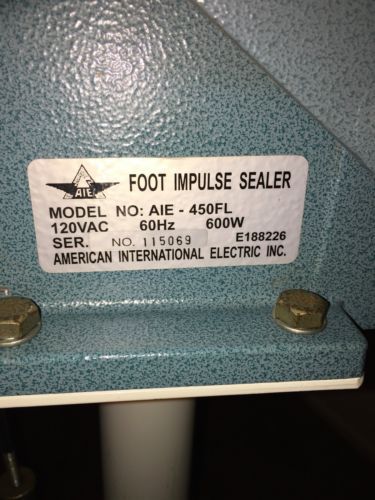 AIE
FOOT IMPULSE SEALER
MODEL NO: AIE - 450FL
120VAC 60Hz 600W
SER. NO. 115069 E188226
AMERICAN INTERNATIONAL ELECTRIC INC.